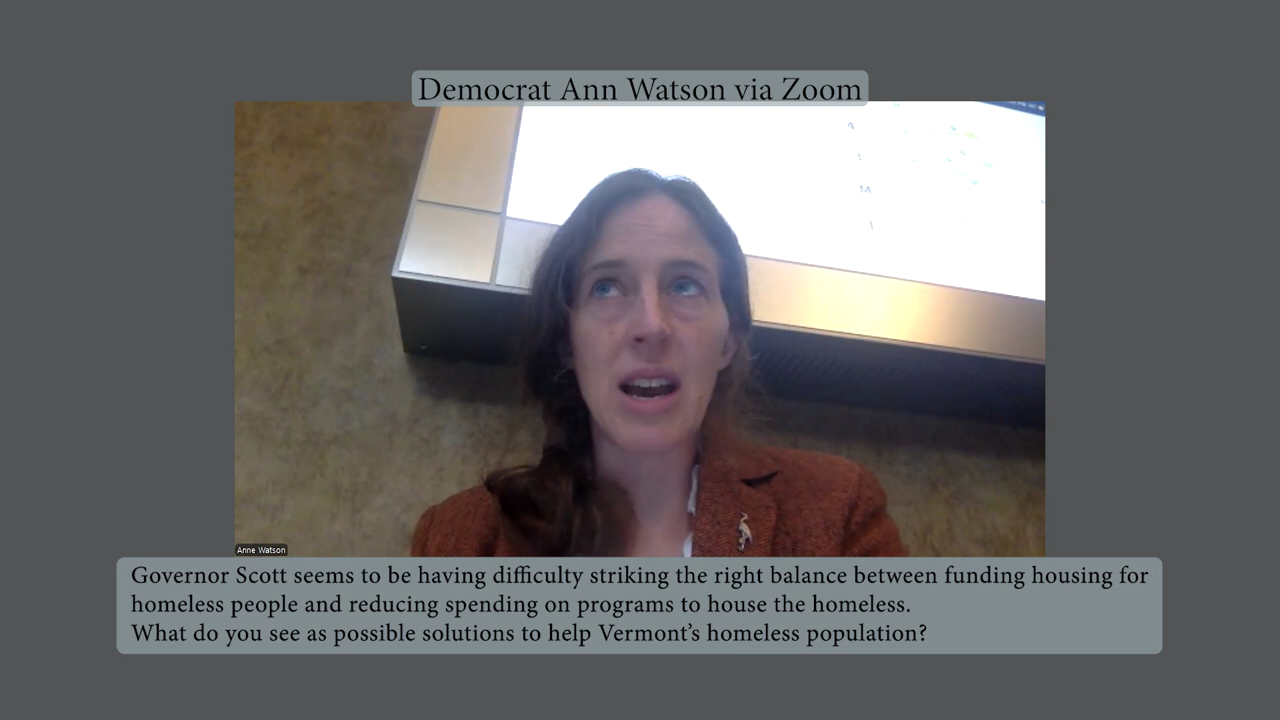 Democrat Ann Watson via Zoom
Anne Watson
Governor Scott seems to be having difficulty striking the right balance between funding housing for
homeless people and reducing spending on programs to house the homeless.
What do you see as possible solutions to help Vermont's homeless population?